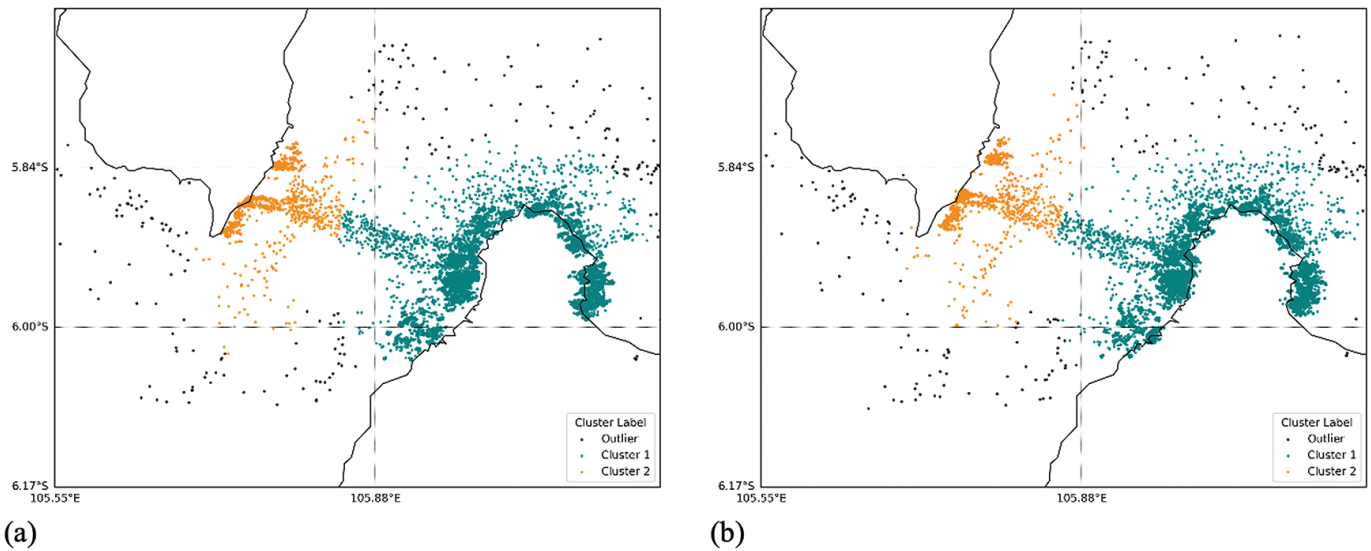 5.84°S
6.00°S
6.17°S
105.55°E
105.88°E
Cluster Label
Outlier
Cluster 1
Cluster 2
(a)
5.84°S
6.00°S
6.17°S
105.55°E
105.88°E
Cluster Label
Outlier
Cluster 1
Cluster 2
(b)